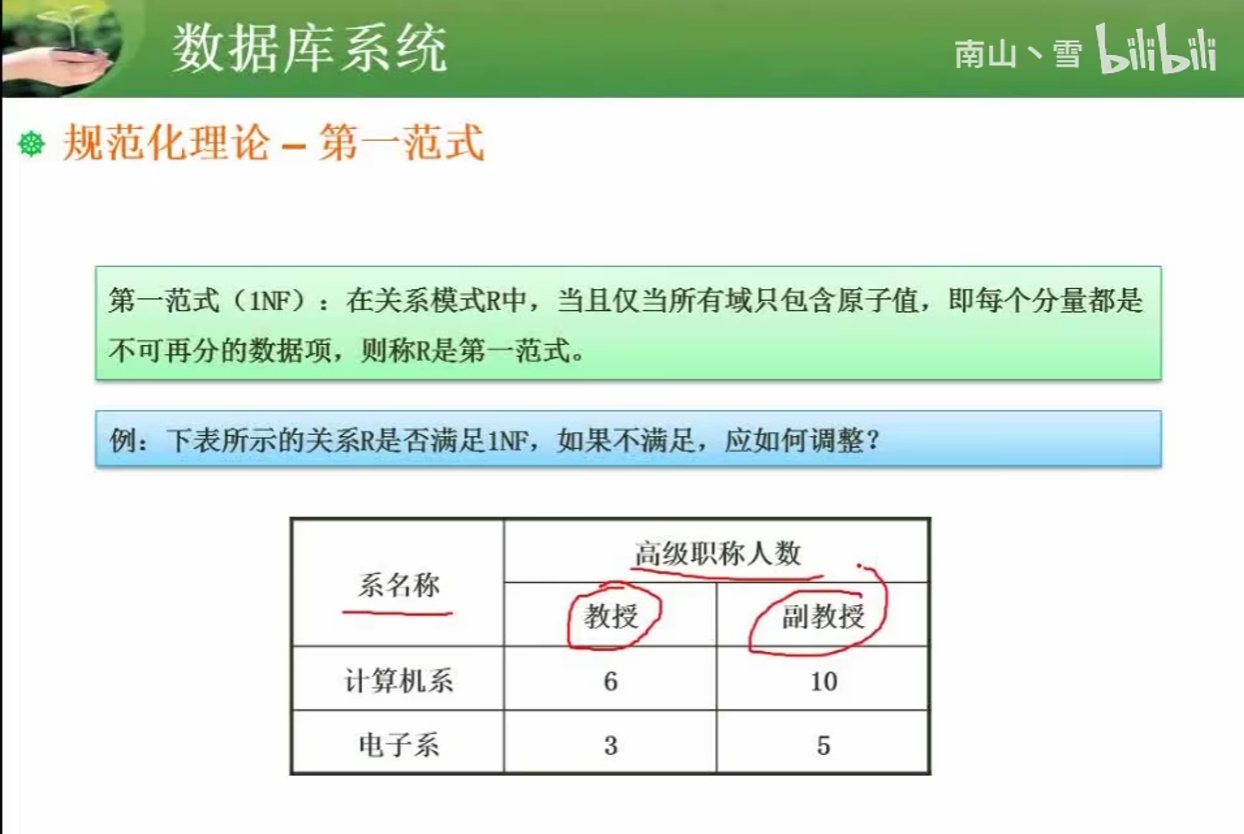 数据库系统
南山丶雪 bilibili
规范化理论 – 第一范式
第一范式（1NF）：在关系模式R中，当且仅当所有域只包含原子值，即每个分量都是
不可再分的数据项，则称R是第一范式。
例：下表所示的关系R是否满足1NF，如果不满足，应如何调整？
系名称 高级职称人数
教授 副教授
计算机系 6 10
电子系 3 5